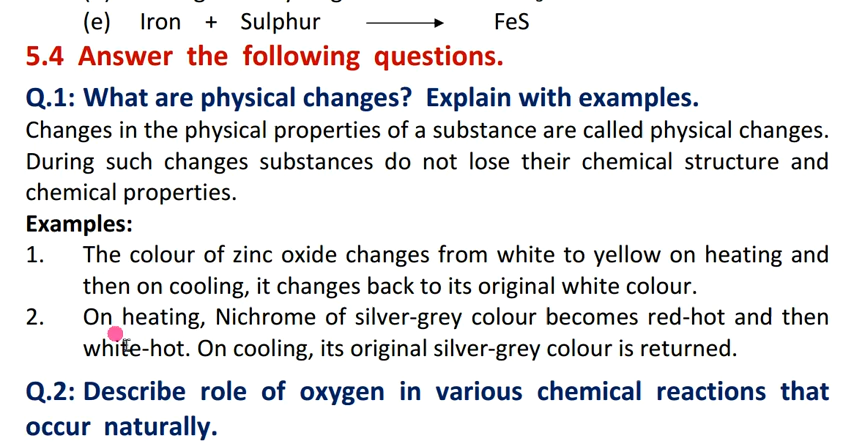 (e) Iron + Sulphur ⟶ FeS
5.4 Answer the following questions.
Q.1: What are physical changes? Explain with examples.
Changes in the physical properties of a substance are called physical changes.
During such changes substances do not lose their chemical structure and
chemical properties.
Examples:
1. The colour of zinc oxide changes from white to yellow on heating and
then on cooling, it changes back to its original white colour.
2. On heating, Nichrome of silver-grey colour becomes red-hot and then
white-hot. On cooling, its original silver-grey colour is returned.
Q.2: Describe role of oxygen in various chemical reactions that
occur naturally.